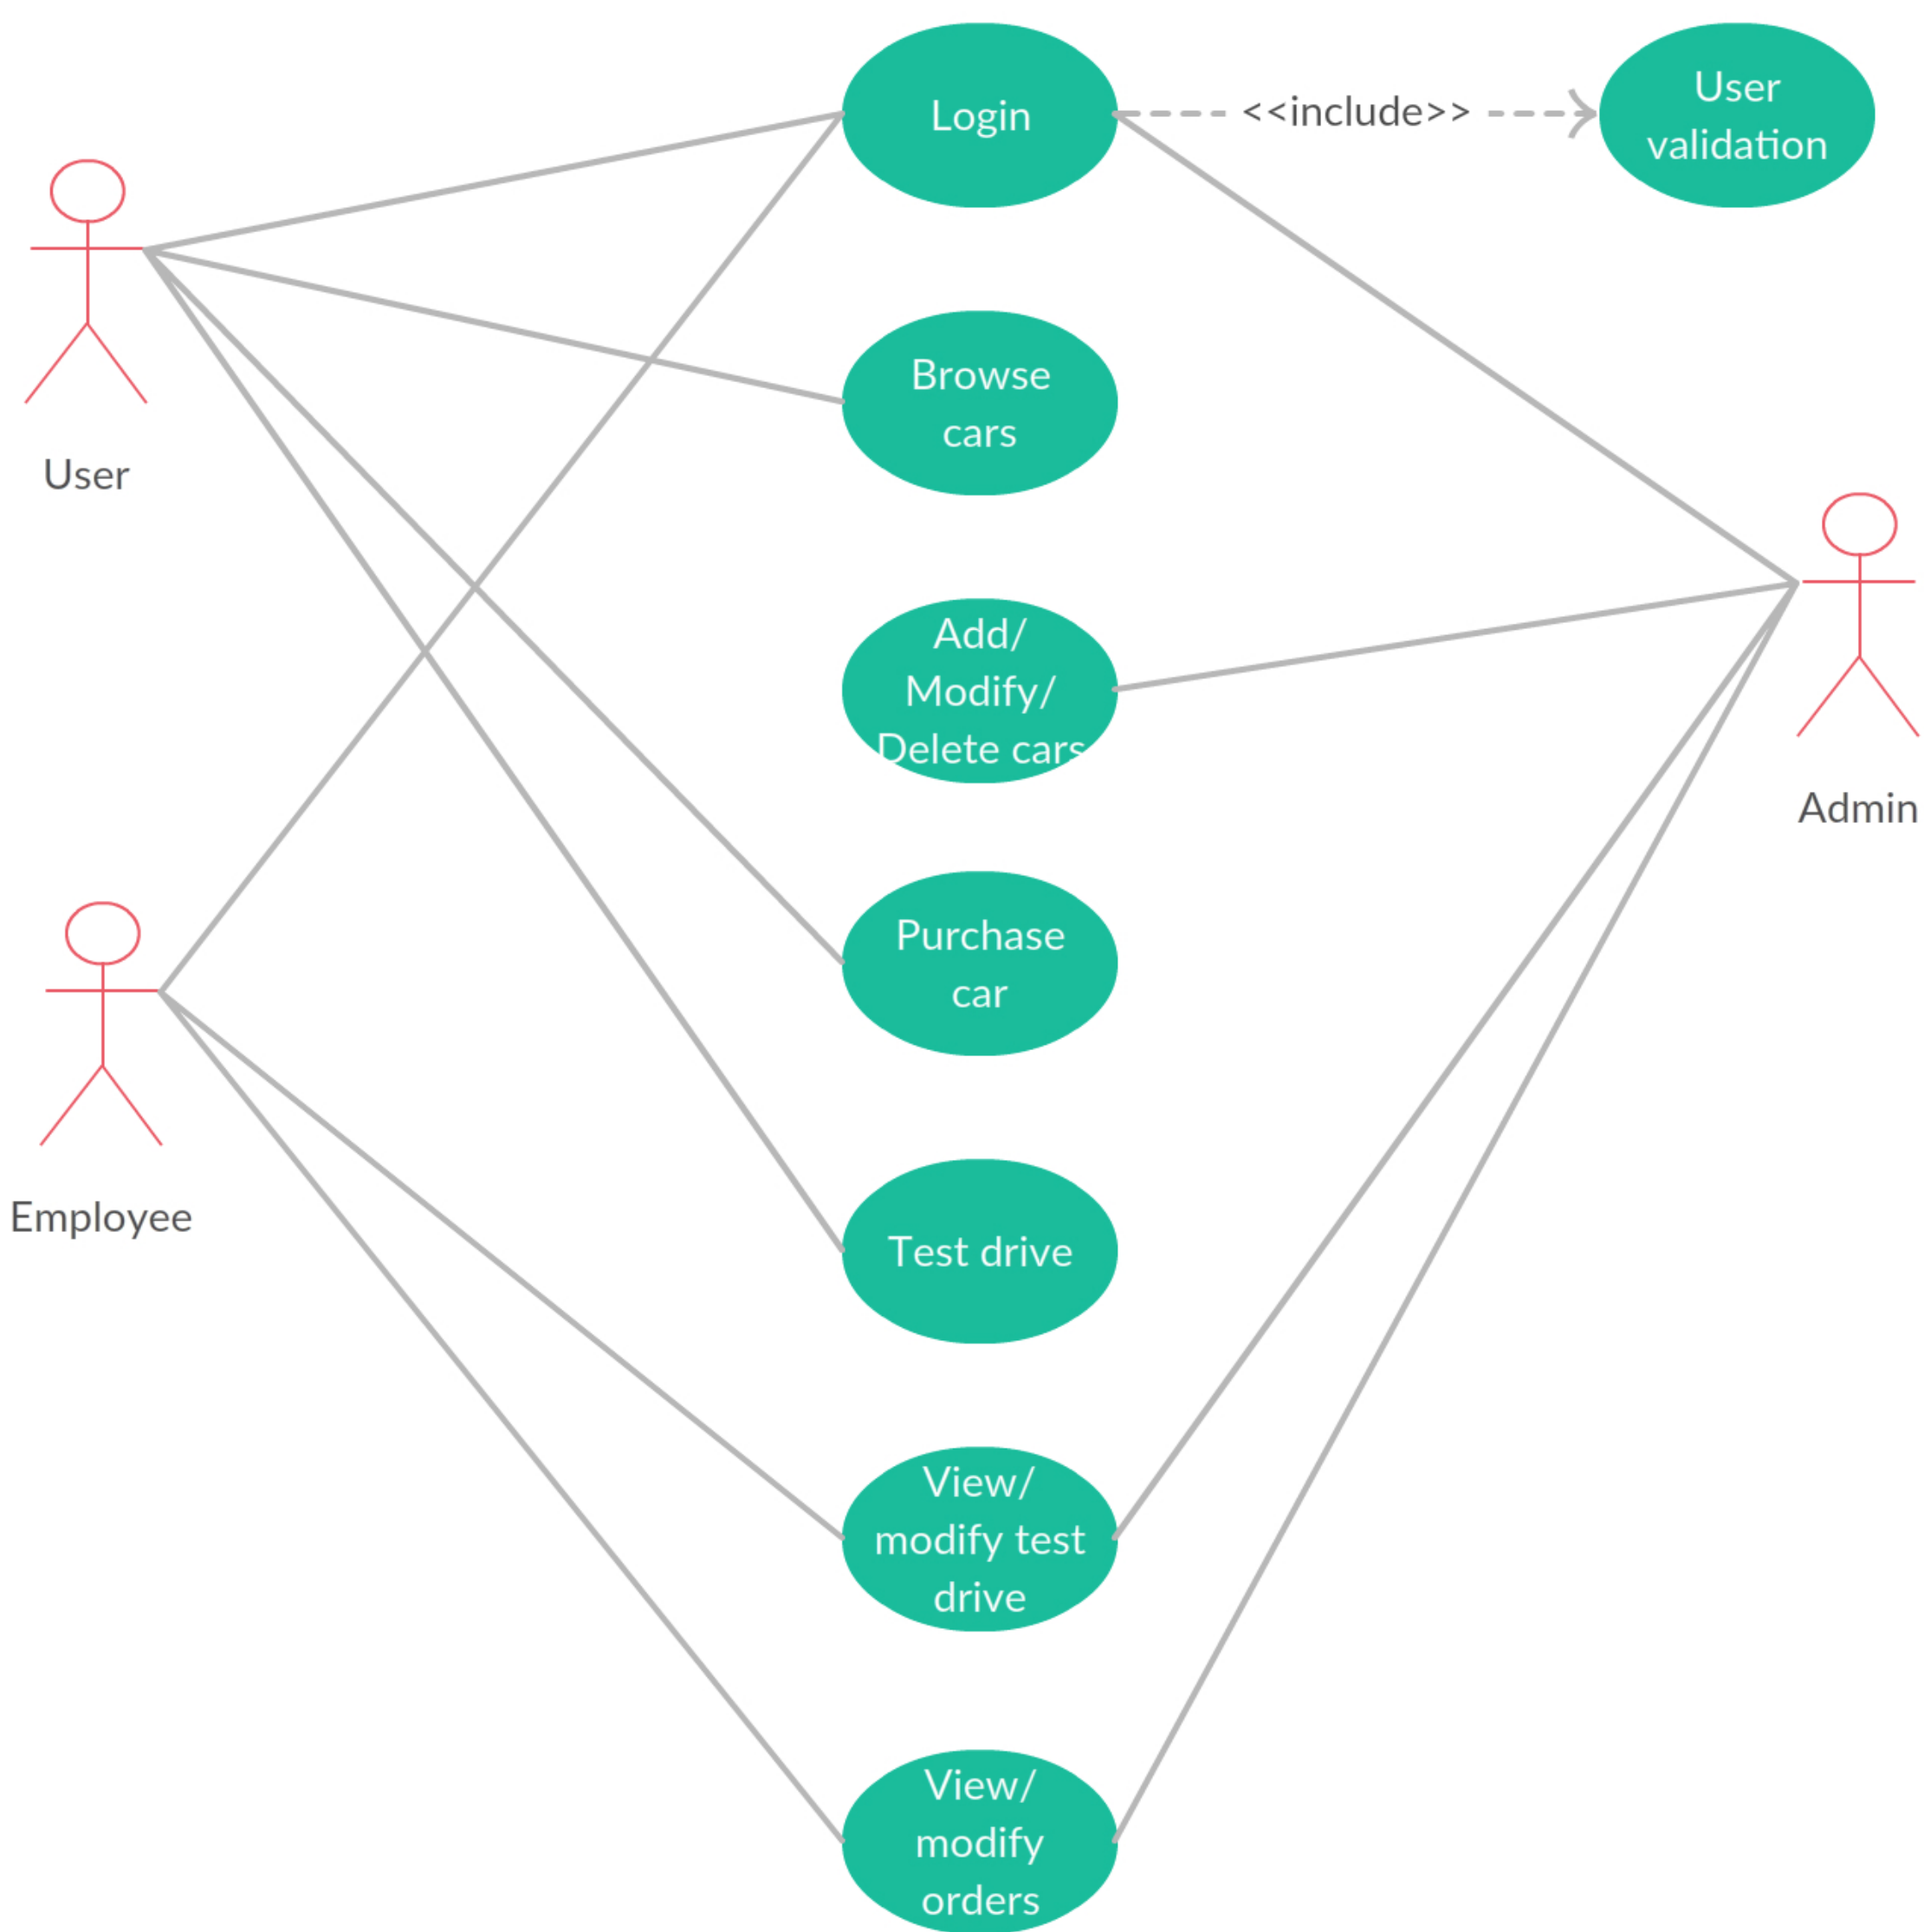 Login
<<include>>
User
validation
User
Browse
cars
Add/
Modify/
Delete cars
Admin
Purchase
car
Employee
Test drive
View/
modify test
drive
View/
modify
orders